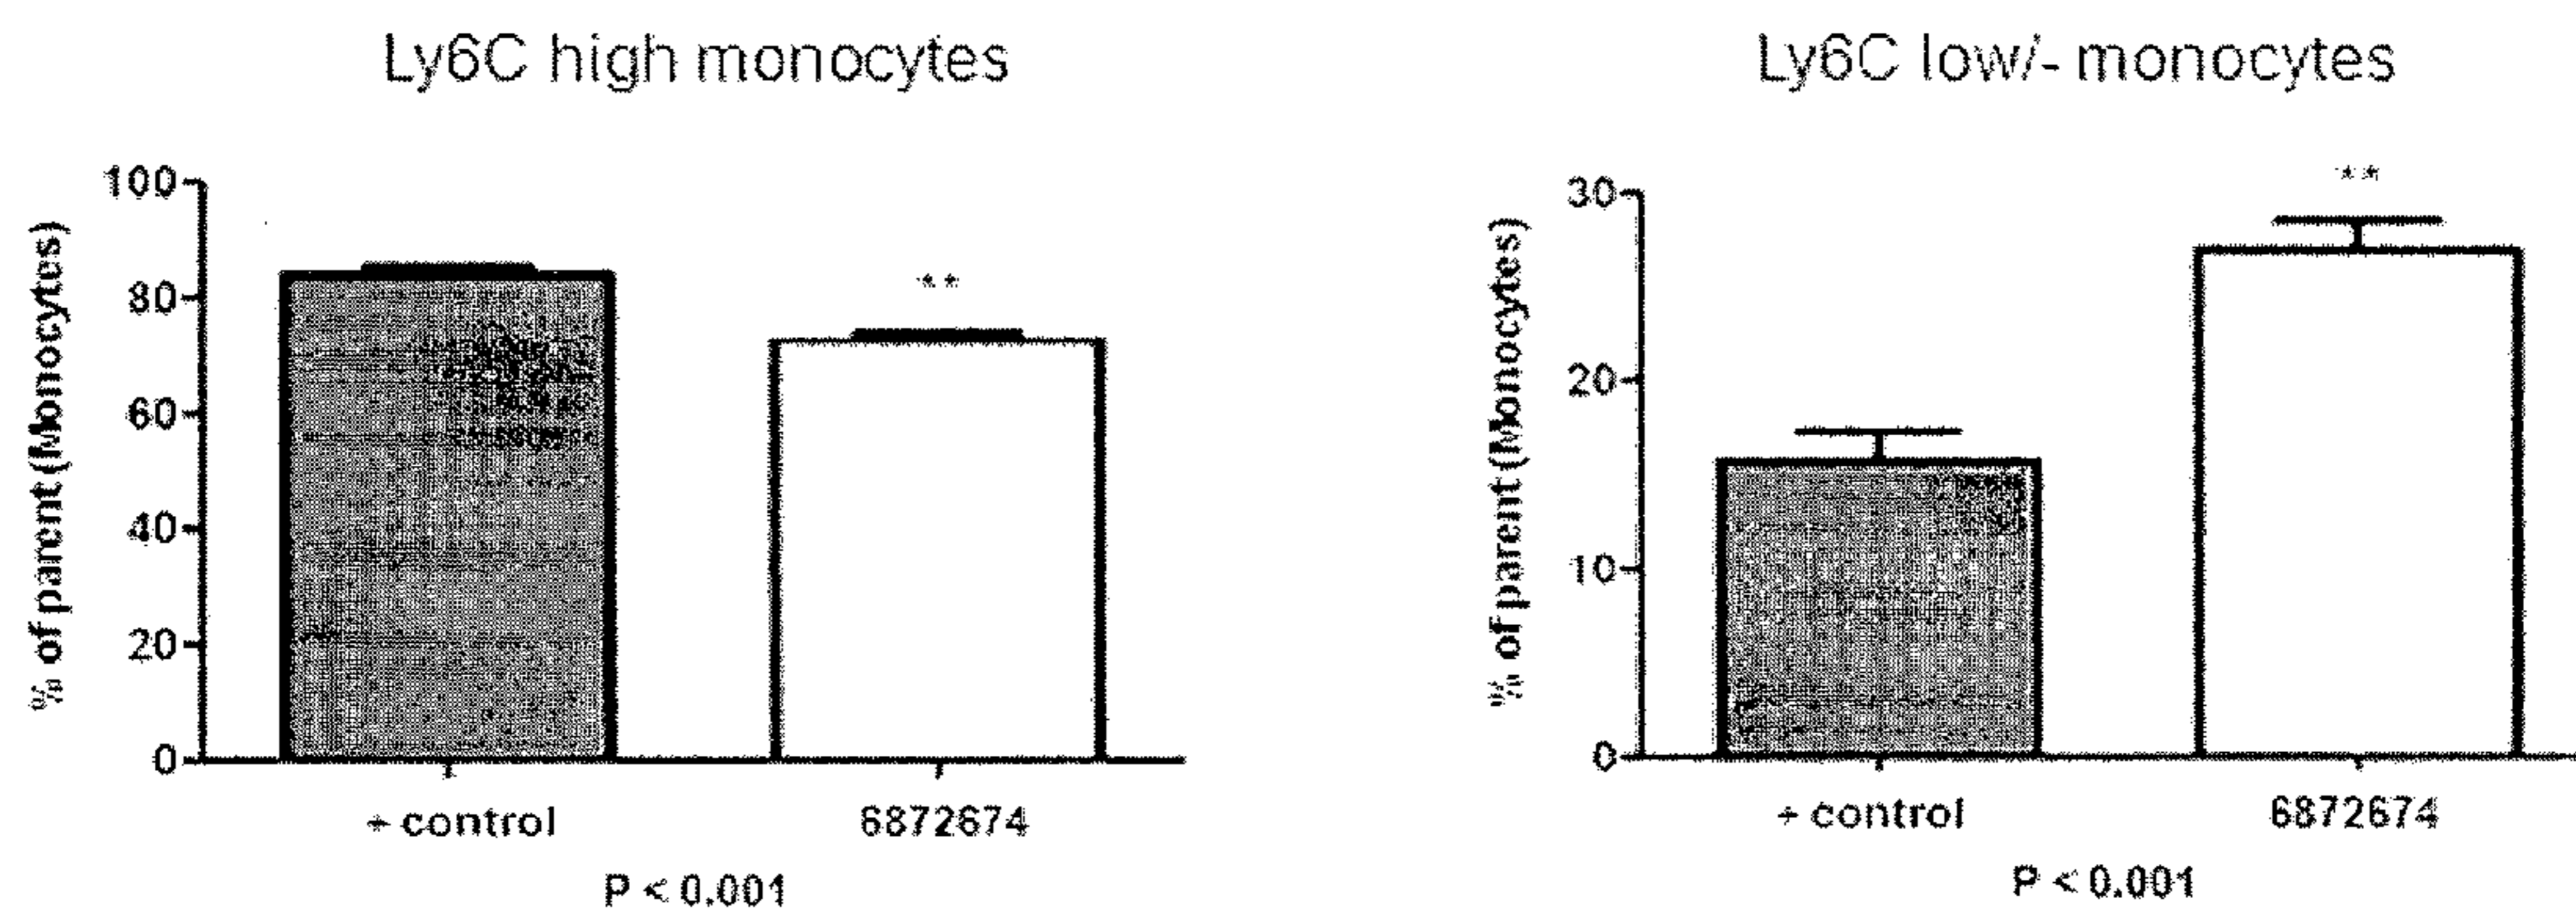 Ly6C high monocytes
100
80
60
40
20
0
% of parent (Monocytes)
**
+ control
6872674
P < 0.001
Ly6C low/- monocytes
30
20
10
0
% of parent (Monocytes)
**
+ control
6872674
P < 0.001